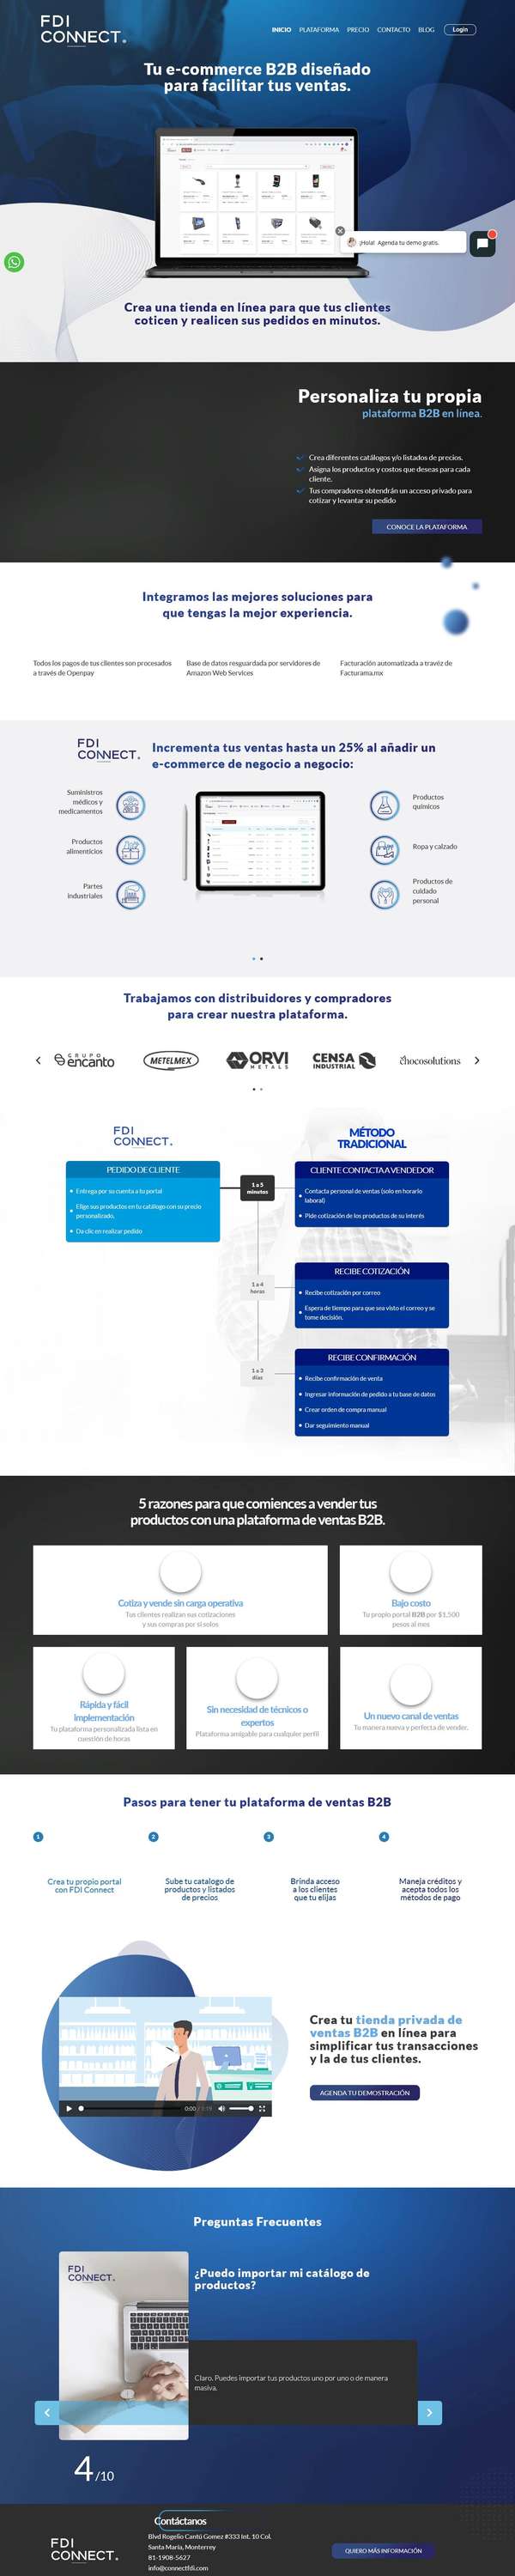 FDI
CONNECT.
INICIO PLATAFORMA PRECIO CONTACTO BLOG Login
Tu e-commerce B2B diseñado
para facilitar tus ventas.
¡Hola! Agenda tu demo gratis.
Crea una tienda en línea para que tus clientes
coticen y realicen sus pedidos en minutos.
Personaliza tu propia
plataforma B2B en línea.
Crea diferentes catálogos y/o listados de precios.
Asigna los productos y costos que deseas para cada
cliente.
Tus compradores obtendrán un acceso privado para
cotizar y levantar su pedido
CONOCE LA PLATAFORMA
Integramos las mejores soluciones para
que tengas la mejor experiencia.
Todos los pagos de tus clientes son procesados
a través de Openpay
Base de datos resguardada por servidores de
Amazon Web Services
Facturación automatizada a travéz de
Facturama.mx
FDI
CONNECT.
Incrementa tus ventas hasta un 25% al añadir un
e-commerce de negocio a negocio:
Suministros
médicos y
medicamentos
Productos
alimenticios
Partes
industriales
Productos
químicos
Ropa y calzado
Productos de
cuidado
personal
Trabajamos con distribuidores y compradores
para crear nuestra plataforma.
GRUPO
encanto
METELMEX
ORVI
METALS
CENSA
INDUSTRIAL
chocosolutions
FDI
CONNECT.
MÉTODO
TRADICIONAL
PEDIDO DE CLIENTE
Entrega por su cuenta a tu portal
Elige sus productos en tu catálogo con su precio
personalizado.
Da clic en realizar pedido
1 a 5
minutos
CLIENTE CONTACTA A VENDEDOR
Contacta personal de ventas (solo en horario
laboral)
Pide cotización de los productos de su interés
1 a 4
horas
RECIBE COTIZACIÓN
Recibe cotización por correo
Espera de tiempo para que sea visto el correo y se
tome decisión.
1 a 3
días
RECIBE CONFIRMACIÓN
Recibe confirmación de venta
Ingresar información de pedido a tu base de datos
Crear orden de compra manual
Dar seguimiento manual
5 razones para que comiences a vender tus
productos con una plataforma de ventas B2B.
Cotiza y vende sin carga operativa
Tus clientes realizan sus cotizaciones
y sus compras por sí solos
Bajo costo
Tu propio portal B2B por $1,500
pesos al mes
Rápida y fácil
implementación
Tu plataforma personalizada lista en
cuestión de horas
Sin necesidad de técnicos o
expertos
Plataforma amigable para cualquier perfil
Un nuevo canal de ventas
Tu manera nueva y perfecta de vender.
Pasos para tener tu plataforma de ventas B2B
1
2
3
4
Crea tu propio portal
con FDI Connect
Sube tu catalogo de
productos y listados
de precios
Brinda acceso
a los clientes
que tu elijas
Maneja créditos y
acepta todos los
métodos de pago
0:00
Crea tu tienda privada de
ventas B2B en línea para
simplificar tus transacciones
y la de tus clientes.
AGENDA TU DEMOSTRACIÓN
Preguntas Frecuentes
FDI
CONNECT.
¿Puedo importar mi catálogo de
productos?
Claro. Puedes importar tus productos uno por uno o de manera
masiva.
4/10
FDI
CONNECT.
Contáctanos
Blvd Rogelio Cantú Gomez #333 Int. 10 Col.
Santa María, Monterrey
81-1908-5627
info@connectfdi.com
QUIERO MÁS INFORMACIÓN